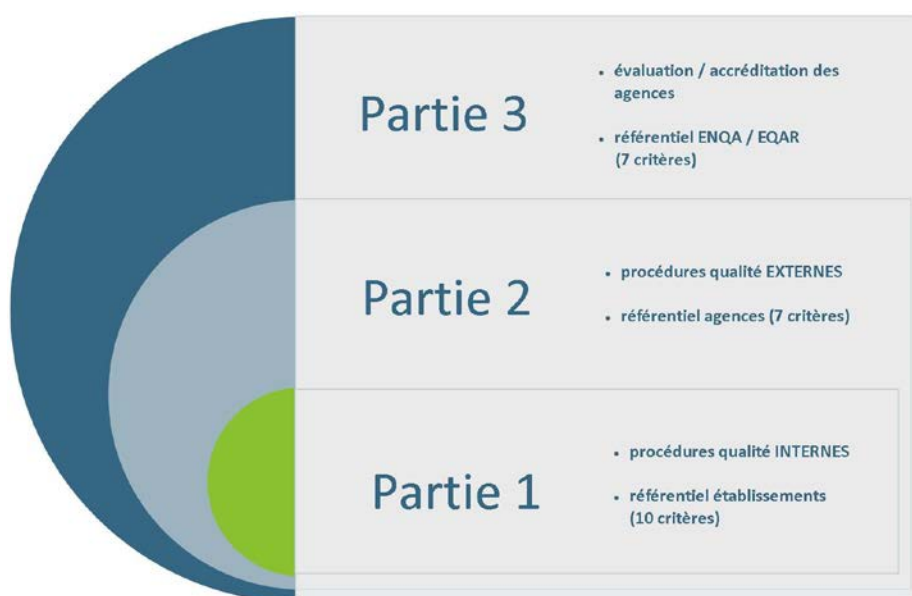 Partie 3
• évaluation / accréditation des
agences
• référentiel ENQA / EQAR
(7 critères)
Partie 2
• procédures qualité EXTERNES
• référentiel agences (7 critères)
Partie 1
• procédures qualité INTERNES
• référentiel établissements
(10 critères)